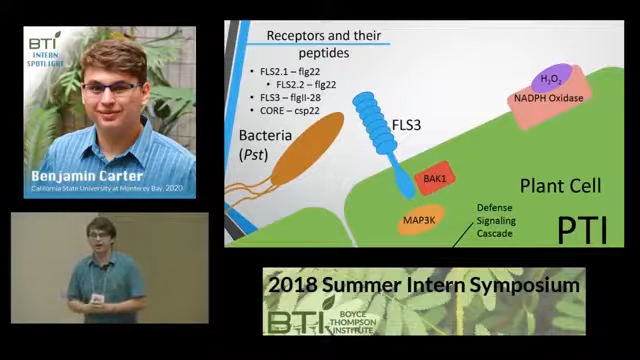 BTI
INTERN
SPOTLIGHT
Benjamin Carter
California State University at Monterey Bay, 2020
Receptors and their
peptides
• FLS2.1 – flg22
• FLS2.2 – flg22
• FLS3 – flgII-28
• CORE – csp22
Bacteria
(Pst)
FLS3
BAK1
MAP3K
H₂O₂
NADPH Oxidase
Plant Cell
Defense
Signaling
Cascade
PTI
2018 Summer Intern Symposium
BTI
BOYCE
THOMPSON
INSTITUTE